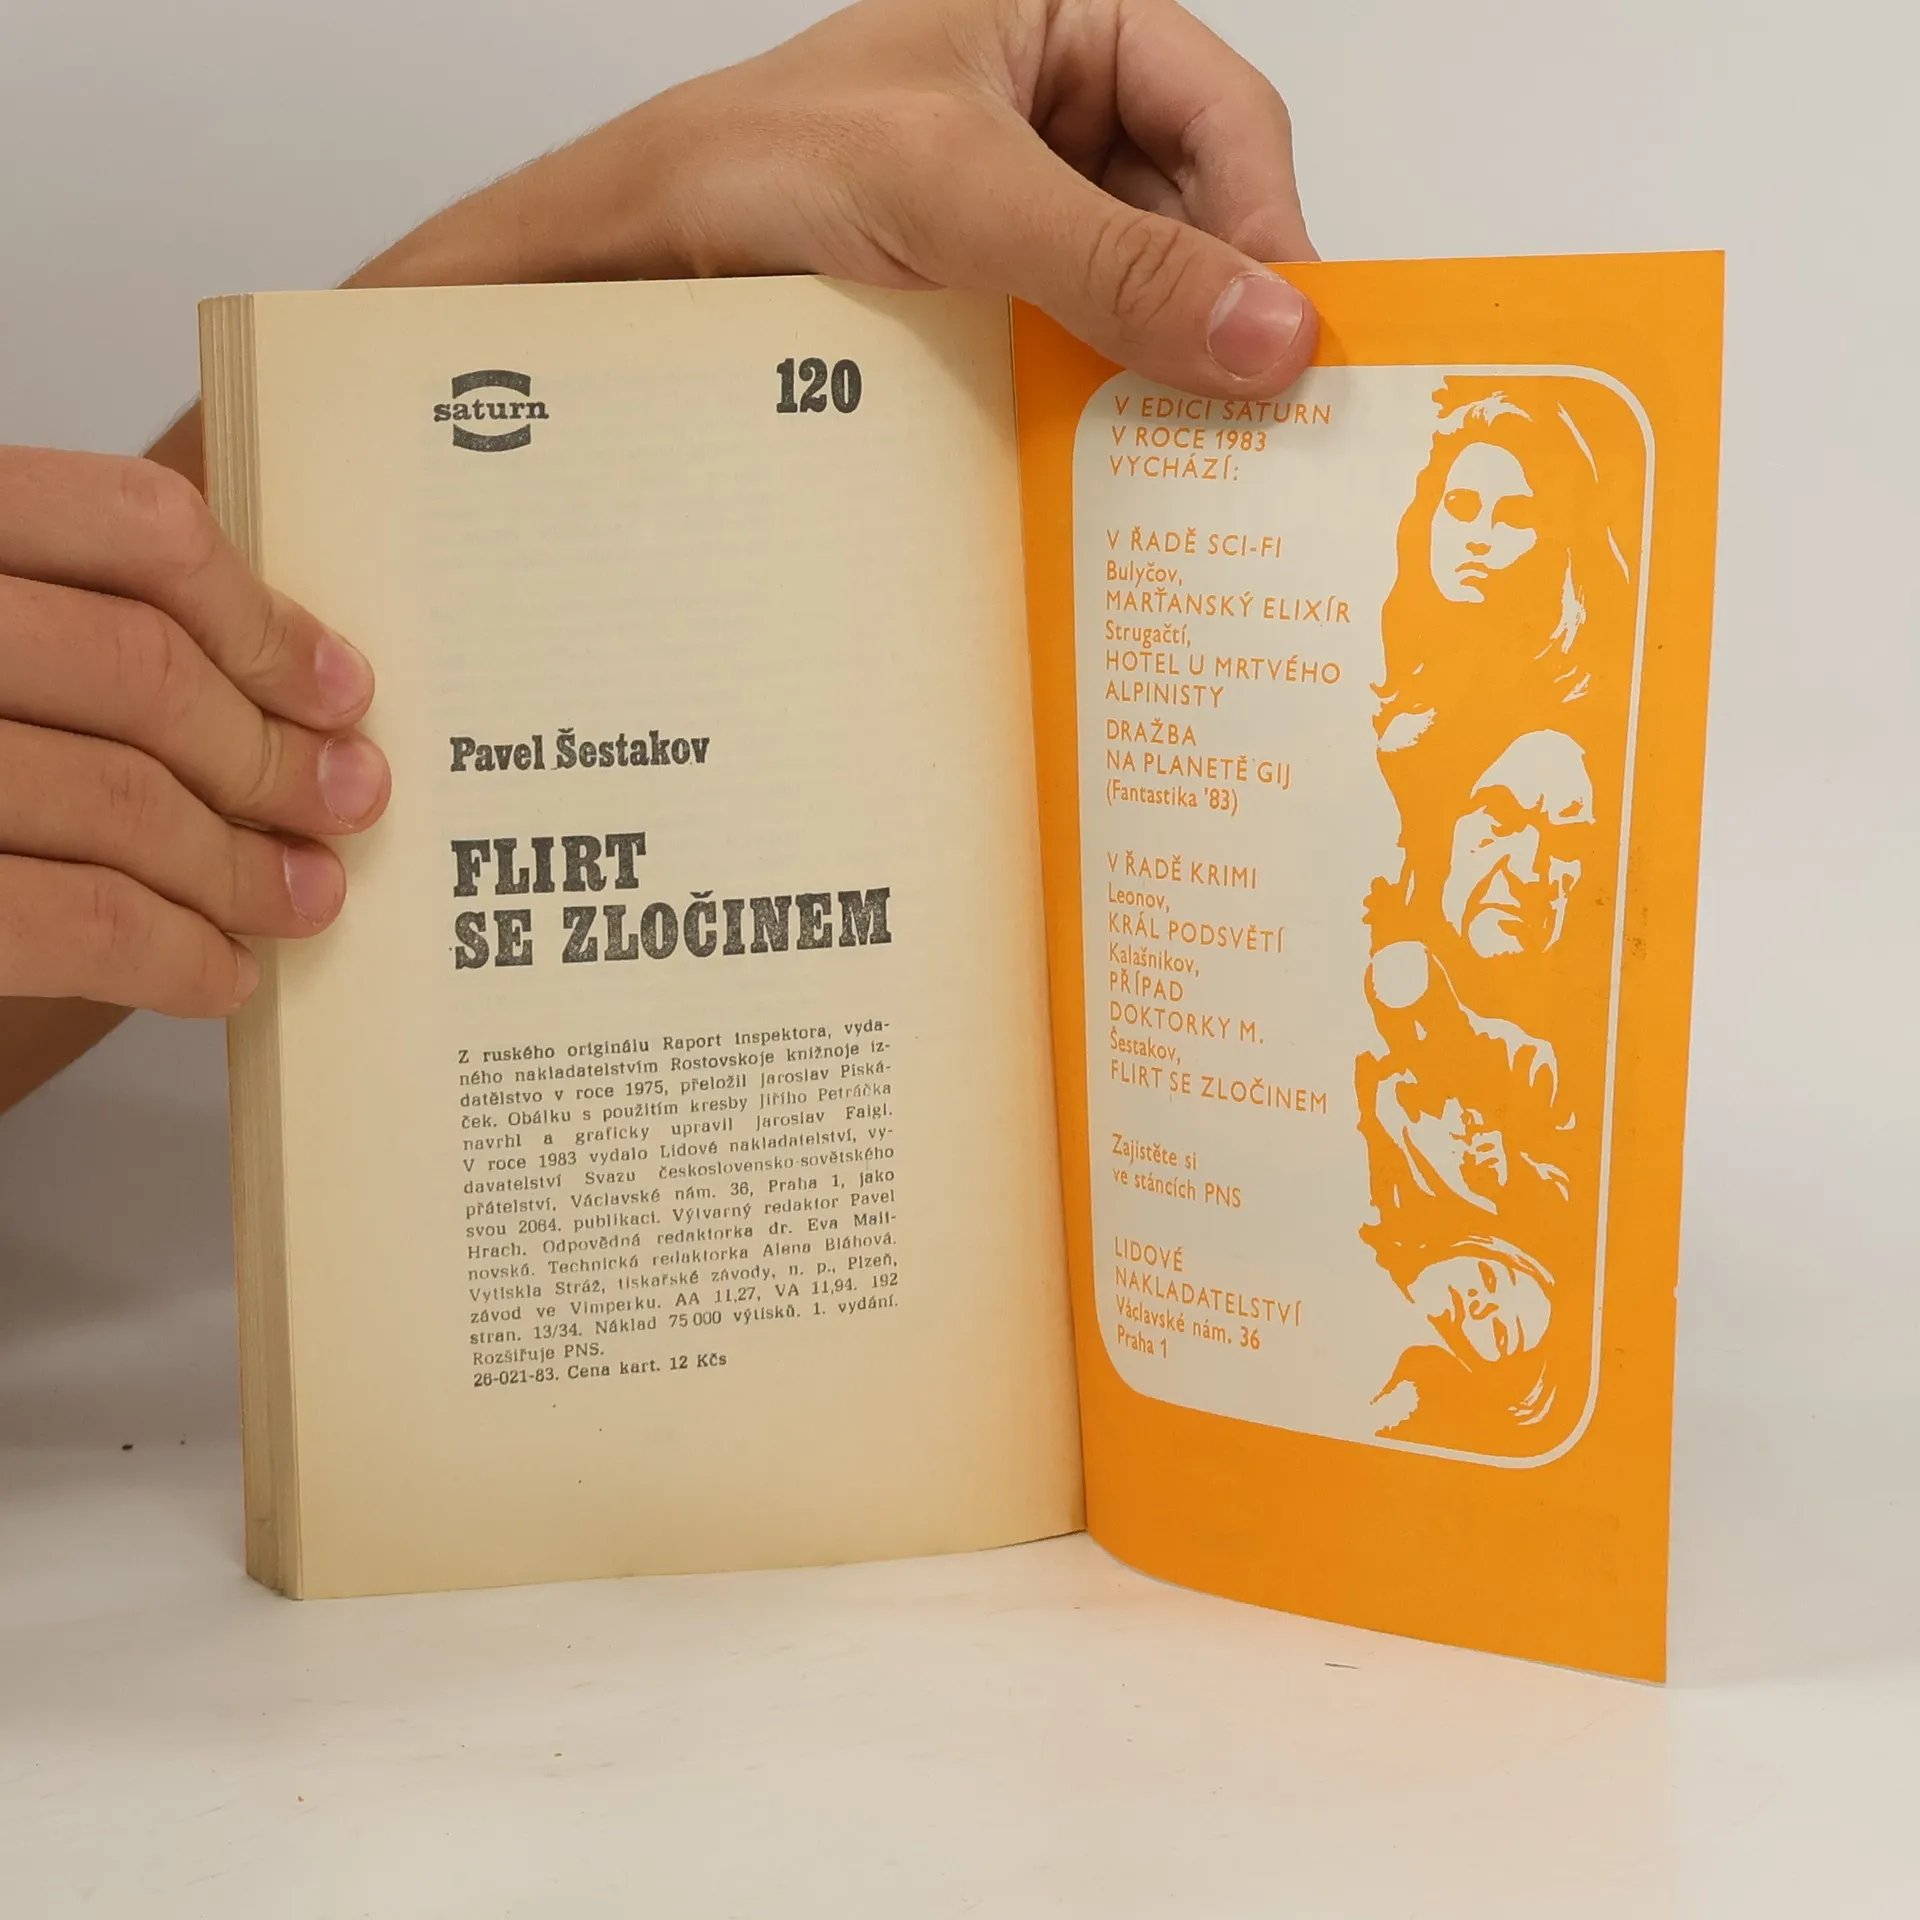 saturn
120
Pavel Šestakov
FLIRT
SE ZLOČINEM
Z ruského originálu Raport inspektora, vyda-
ného nakladatelstvím Rostovskoje knižnoje iz-
datělstvo v roce 1975, přeložil Jaroslav Piská-
ček. Obálku s použitím kresby Jiřího Petráčka
navrhl a graficky upravil Jaroslav Faigl.
V roce 1983 vydalo Lidové nakladatelství, vy-
davatelství Svazu československo-sovětského
přátelství, Václavské nám. 36, Praha 1, jako
svou 2064. publikaci. Výtvarný redaktor Pavel
Hrach. Odpovědná redaktorka dr. Eva Mali-
novská. Technická redaktorka Alena Bláhová.
Vytiskla Stráž, tiskařské závody, n. p., Plzeň,
závod ve Vimperku. AA 11,27, VA 11,94. 192
stran. 13/34. Náklad 75 000 výtisků. 1. vydání.
Rozšiřuje PNS.
26-021-83. Cena kart. 12 Kčs
V EDICI SATURN
V ROCE 1983
VYCHÁZÍ:
V ŘADĚ SCI-FI
Bulyčov,
MARŤANSKÝ ELIXÍR
Strugačtí,
HOTEL U MRTVÉHO
ALPINISTY
DRAŽBA
NA PLANETĚ GIJ
(Fantastika '83)
V ŘADĚ KRIMI
Leonov,
KRÁL PODSVĚTÍ
Kalašnikov,
PŘÍPAD
DOKTORKY M.
Šestakov,
FLIRT SE ZLOČINEM
Zajistěte si
ve stáncích PNS
LIDOVÉ
NAKLADATELSTVÍ
Václavské nám. 36
Praha 1